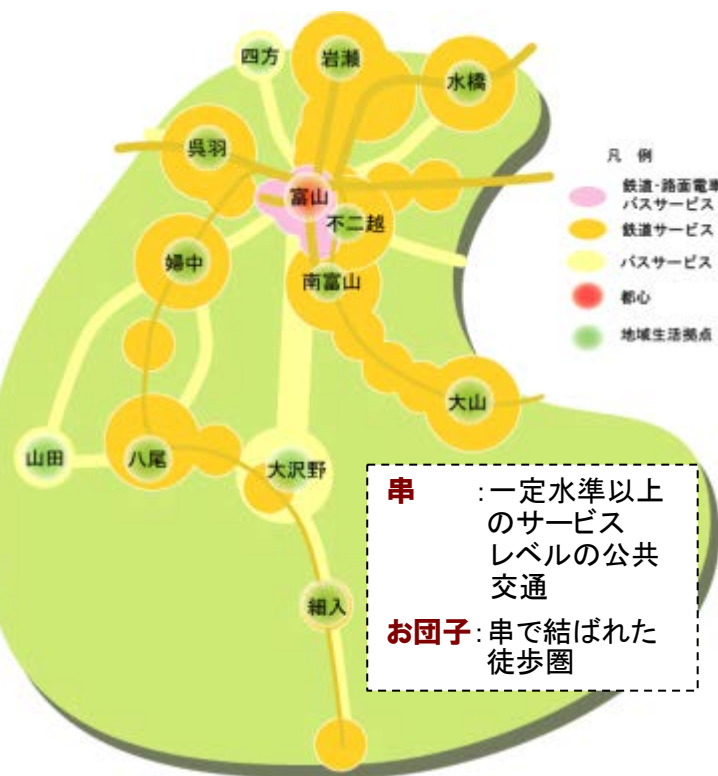 四方
岩瀬
水橋
呉羽
富山
不二越
婦中
南富山
大山
山田
八尾
大沢野
細入
凡 例
鉄道・路面電車
バスサービス
鉄道サービス
バスサービス
都心
地域生活拠点
串 :一定水準以上
のサービス
レベルの公共
交通
お団子:串で結ばれた
徒歩圏